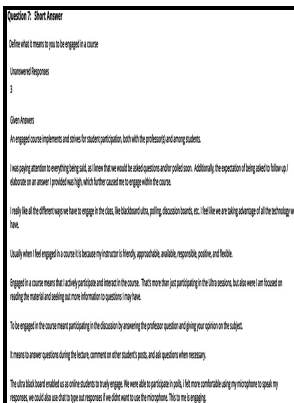 Question 7: Short Answer
Define what it means to you to be engaged in a course
Unanswered Responses
3
Given Answers
An engaged course implements and strives for student participation, both with the professor(s) and among students.
I was paying attention to everything being said, as I knew that we would be asked questions and/or polled soon. Additionally, the expectation of being asked to follow up /
elaborate on an answer I provided was high, which further caused me to engage within the course.
I really like all the different ways we have to engage in the class, like blackboard ultra, polling, discussion boards, etc. I feel like we are taking advantage of all the technology we
have.
Usually when I feel engaged in a course it is because my instructor is friendly, approachable, available, responsible, positive, and flexible.
Engaged in a course means that I actively participate and interact in the course. That's more than just participating in the Ultra sessions, but also were I am focused on
reading the material and seeking out more information to questions I may have.
To be engaged in the course meant participating in the discussion by answering the professor question and giving your opinion on the subject.
It means to answer questions during the lecture, comment on other student's posts, and ask questions when necessary.
The ultra black board enabled us as online students to truely engage. We were able to participate in polls, I felt more comfortable using my microphone to speak my
responses, we could also use chat to type out responses if we didnt want to use the microphone. This to me is engaging.